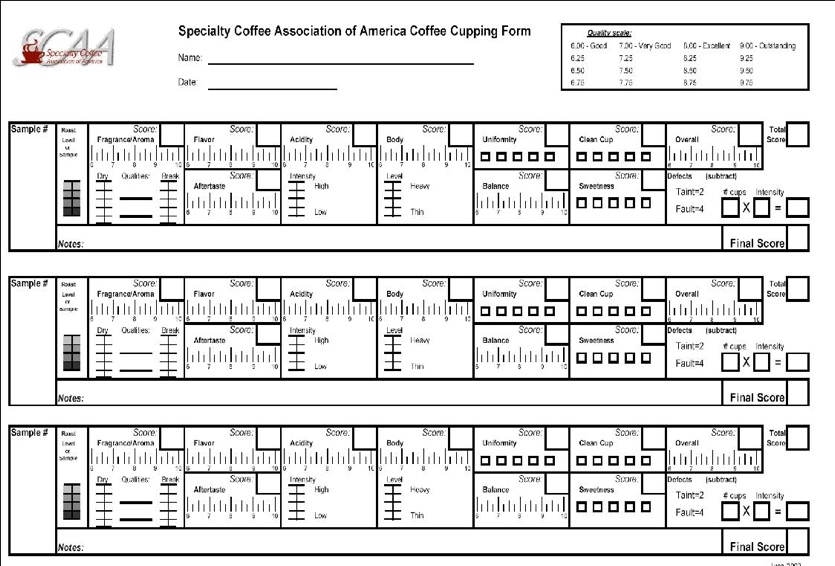 SCAA
Specialty Coffee
Association of America
Specialty Coffee Association of America Coffee Cupping Form
Name:
Date:
Quality scale:
6.00 - Good 7.00 - Very Good 8.00 - Excellent 9.00 - Outstanding
6.25 7.25 8.25 9.25
6.50 7.50 8.50 9.50
6.75 7.75 8.75 9.75
Sample # Roast Level of Sample Score: Fragrance/Aroma Score: Flavor Score: Acidity Score: Body Score: Uniformity Score: Clean Cup Score: Overall Total Score
6 7 8 9 10 6 7 8 9 10 6 7 8 9 10 6 7 8 9 10 6 7 8 9 10
Dry Qualities: Break Score: Aftertaste Intensity High Low Level Heavy Thin Score: Balance Score: Sweetness Defects (subtract)
6 7 8 9 10 6 7 8 9 10
Taint=2 # cups Intensity
Fault=4 X =
Notes: Final Score
Sample # Roast Level of Sample Score: Fragrance/Aroma Score: Flavor Score: Acidity Score: Body Score: Uniformity Score: Clean Cup Score: Overall Total Score
6 7 8 9 10 6 7 8 9 10 6 7 8 9 10 6 7 8 9 10 6 7 8 9 10
Dry Qualities: Break Score: Aftertaste Intensity High Low Level Heavy Thin Score: Balance Score: Sweetness Defects (subtract)
6 7 8 9 10 6 7 8 9 10
Taint=2 # cups Intensity
Fault=4 X =
Notes: Final Score
Sample # Roast Level of Sample Score: Fragrance/Aroma Score: Flavor Score: Acidity Score: Body Score: Uniformity Score: Clean Cup Score: Overall Total Score
6 7 8 9 10 6 7 8 9 10 6 7 8 9 10 6 7 8 9 10 6 7 8 9 10
Dry Qualities: Break Score: Aftertaste Intensity High Low Level Heavy Thin Score: Balance Score: Sweetness Defects (subtract)
6 7 8 9 10 6 7 8 9 10
Taint=2 # cups Intensity
Fault=4 X =
Notes: Final Score